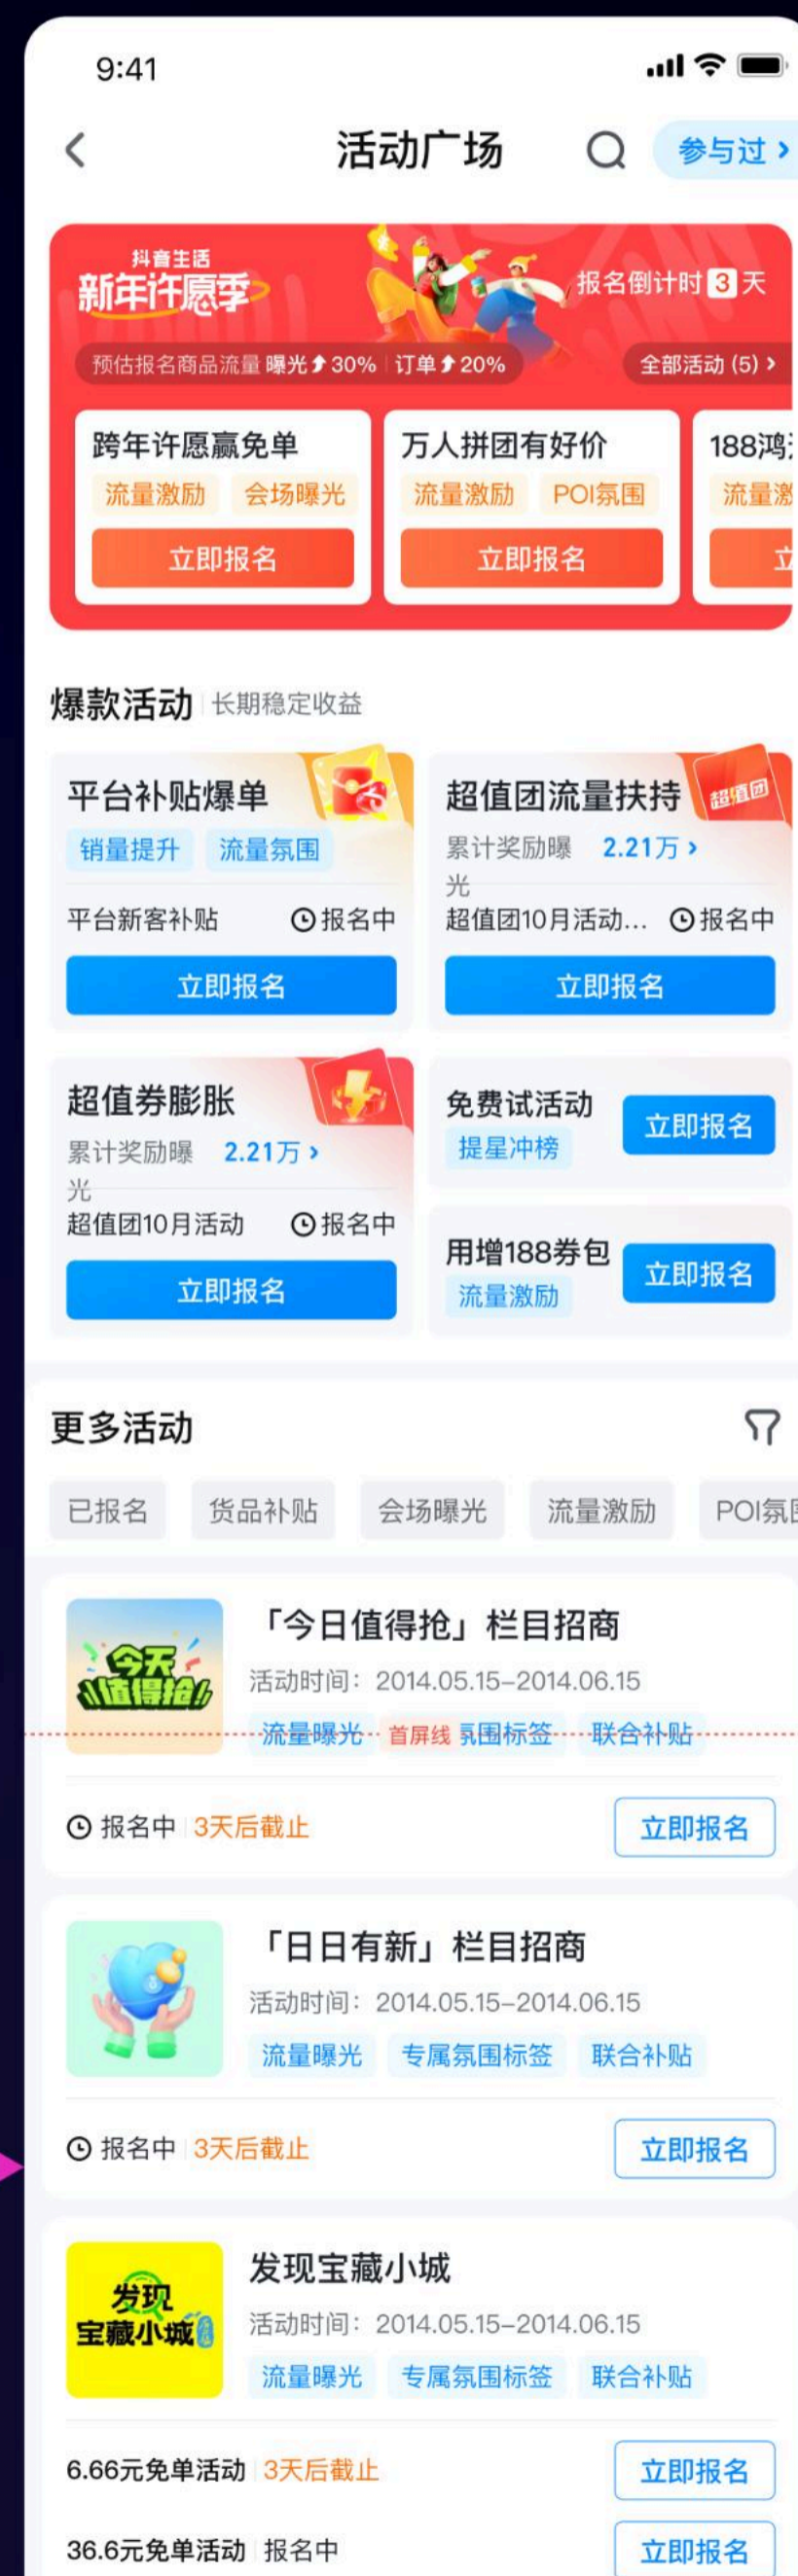 9:41
活动广场
参与过 >
抖音生活
新年许愿季
报名倒计时 3 天
预估报名商品流量 曝光 30% 订单 20%
全部活动 (5) >
跨年许愿赢免单
流量激励 会场曝光
立即报名
万人拼团有好价
流量激励 POI氛围
立即报名
188鸿
流量激
立
爆款活动 长期稳定收益
平台补贴爆单
销量提升 流量氛围
平台新客补贴 报名中
立即报名
超值团流量扶持
超值团
累计奖励曝光 2.21万 >
超值团10月活动... 报名中
立即报名
超值券膨胀
累计奖励曝光 2.21万 >
超值团10月活动 报名中
立即报名
免费试活动
提星冲榜
立即报名
用增188券包
流量激励
立即报名
更多活动
已报名 货品补贴 会场曝光 流量激励 POI氛
今天
值得抢
「今日值得抢」栏目招商
活动时间：2014.05.15-2014.06.15
流量曝光 首屏线 氛围标签 联合补贴
报名中 3天后截止
立即报名
「日日有新」栏目招商
活动时间：2014.05.15-2014.06.15
流量曝光 专属氛围标签 联合补贴
报名中 3天后截止
立即报名
发现
宝藏小城
发现宝藏小城
活动时间：2014.05.15-2014.06.15
流量曝光 专属氛围标签 联合补贴
6.66元免单活动 3天后截止
立即报名
36.6元免单活动 报名中
立即报名